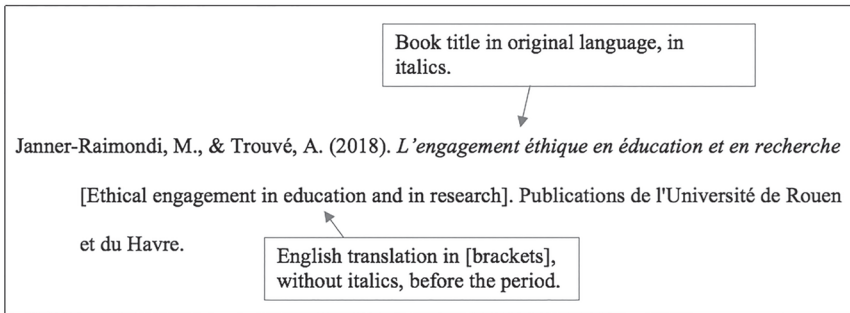 Book title in original language, in
italics.
Janner-Raimondi, M., & Trouvé, A. (2018). L'engagement éthique en éducation et en recherche
[Ethical engagement in education and in research]. Publications de l'Université de Rouen
et du Havre.
English translation in [brackets],
without italics, before the period.